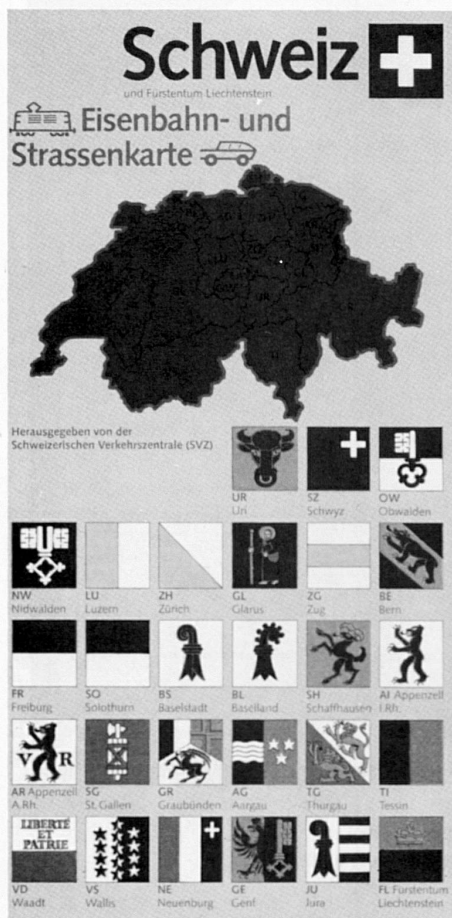 Schweiz
und Fürstentum Liechtenstein
Eisenbahn- und
Strassenkarte
LU
UR
Herausgegeben von der
Schweizerischen Verkehrszentrale (SVZ)
UR
Uri
SZ
Schwyz
OW
Obwalden
NW
Nidwalden
LU
Luzern
ZH
Zürich
GL
Glarus
ZG
Zug
BE
Bern
FR
Freiburg
SO
Solothurn
BS
Baselstadt
BL
Baselland
SH
Schaffhausen
AI Appenzell
I.Rh.
V R
AR Appenzell
A.Rh.
SG
St. Gallen
GR
Graubünden
AG
Aargau
TG
Thurgau
TI
Tessin
LIBERTÉ
ET
PATRIE
VD
Waadt
VS
Wallis
NE
Neuenburg
GE
Genf
JU
Jura
FL Fürstentum
Liechtenstein